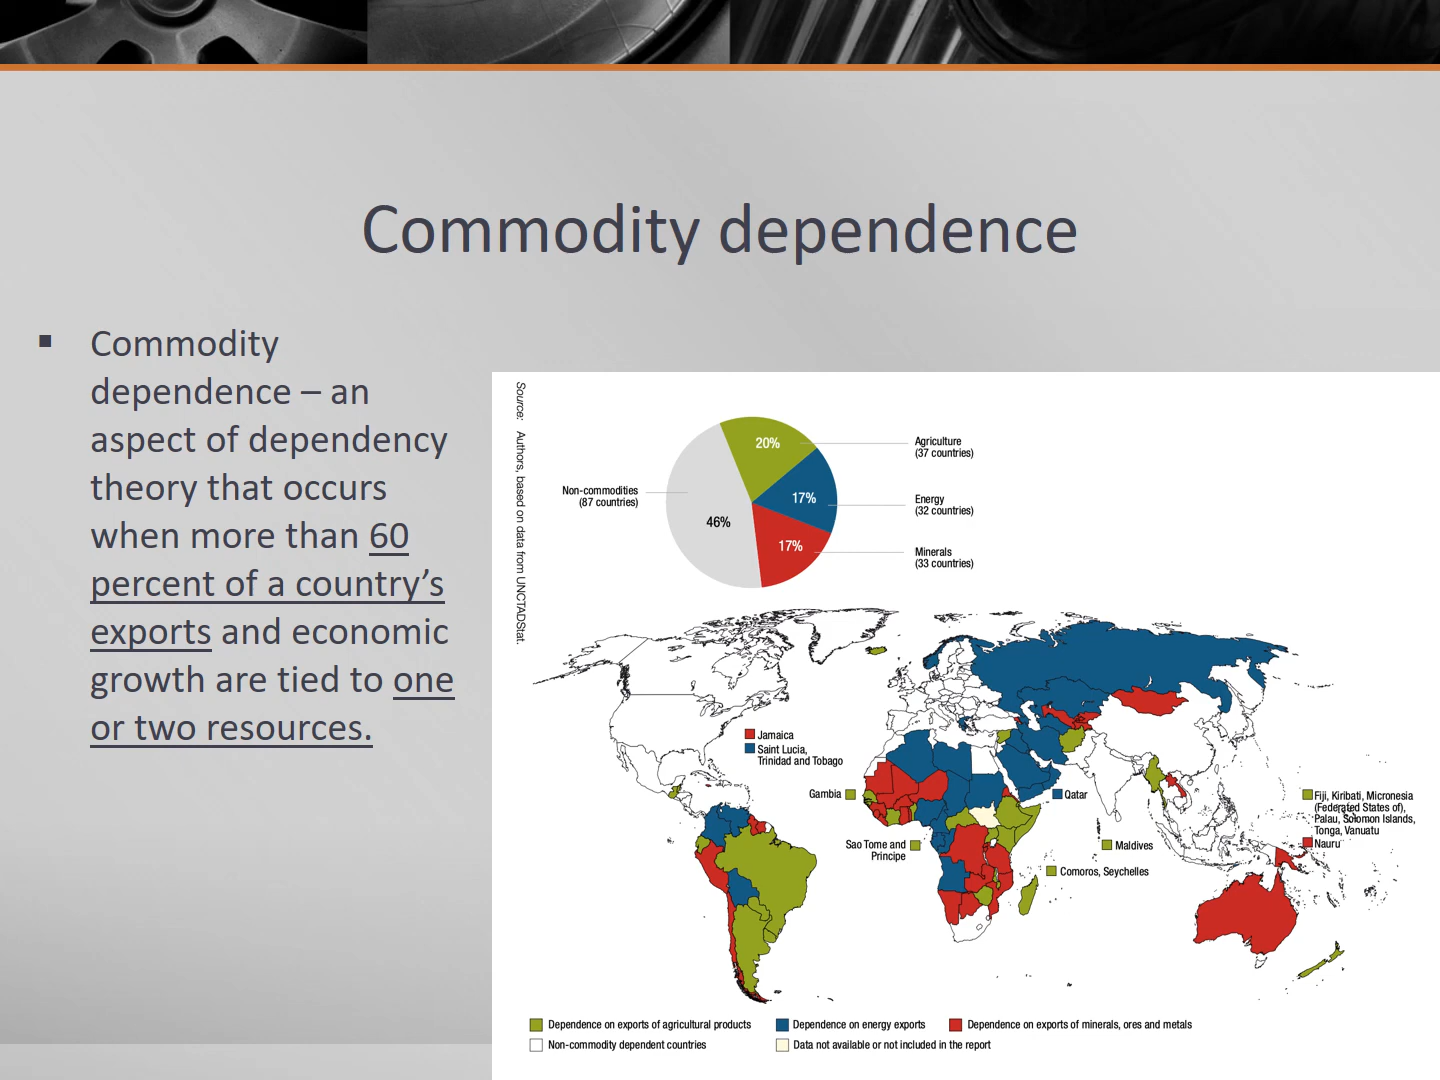 Commodity dependence
▪ Commodity
dependence – an
aspect of dependency
theory that occurs
when more than 60
percent of a country’s
exports and economic
growth are tied to one
or two resources.
Source: Authors, based on data from UNCTADStat.
20%
17%
17%
46%
Agriculture
(37 countries)
Non-commodities
(87 countries)
Energy
(32 countries)
Minerals
(33 countries)
Jamaica
Saint Lucia,
Trinidad and Tobago
Gambia
Qatar
Fiji, Kiribati, Micronesia
(Federated States of),
Palau, Solomon Islands,
Tonga, Vanuatu
Nauru
Sao Tome and
Principe
Maldives
Comoros, Seychelles
Dependence on exports of agricultural products
Dependence on energy exports
Dependence on exports of minerals, ores and metals
Non-commodity dependent countries
Data not available or not included in the report